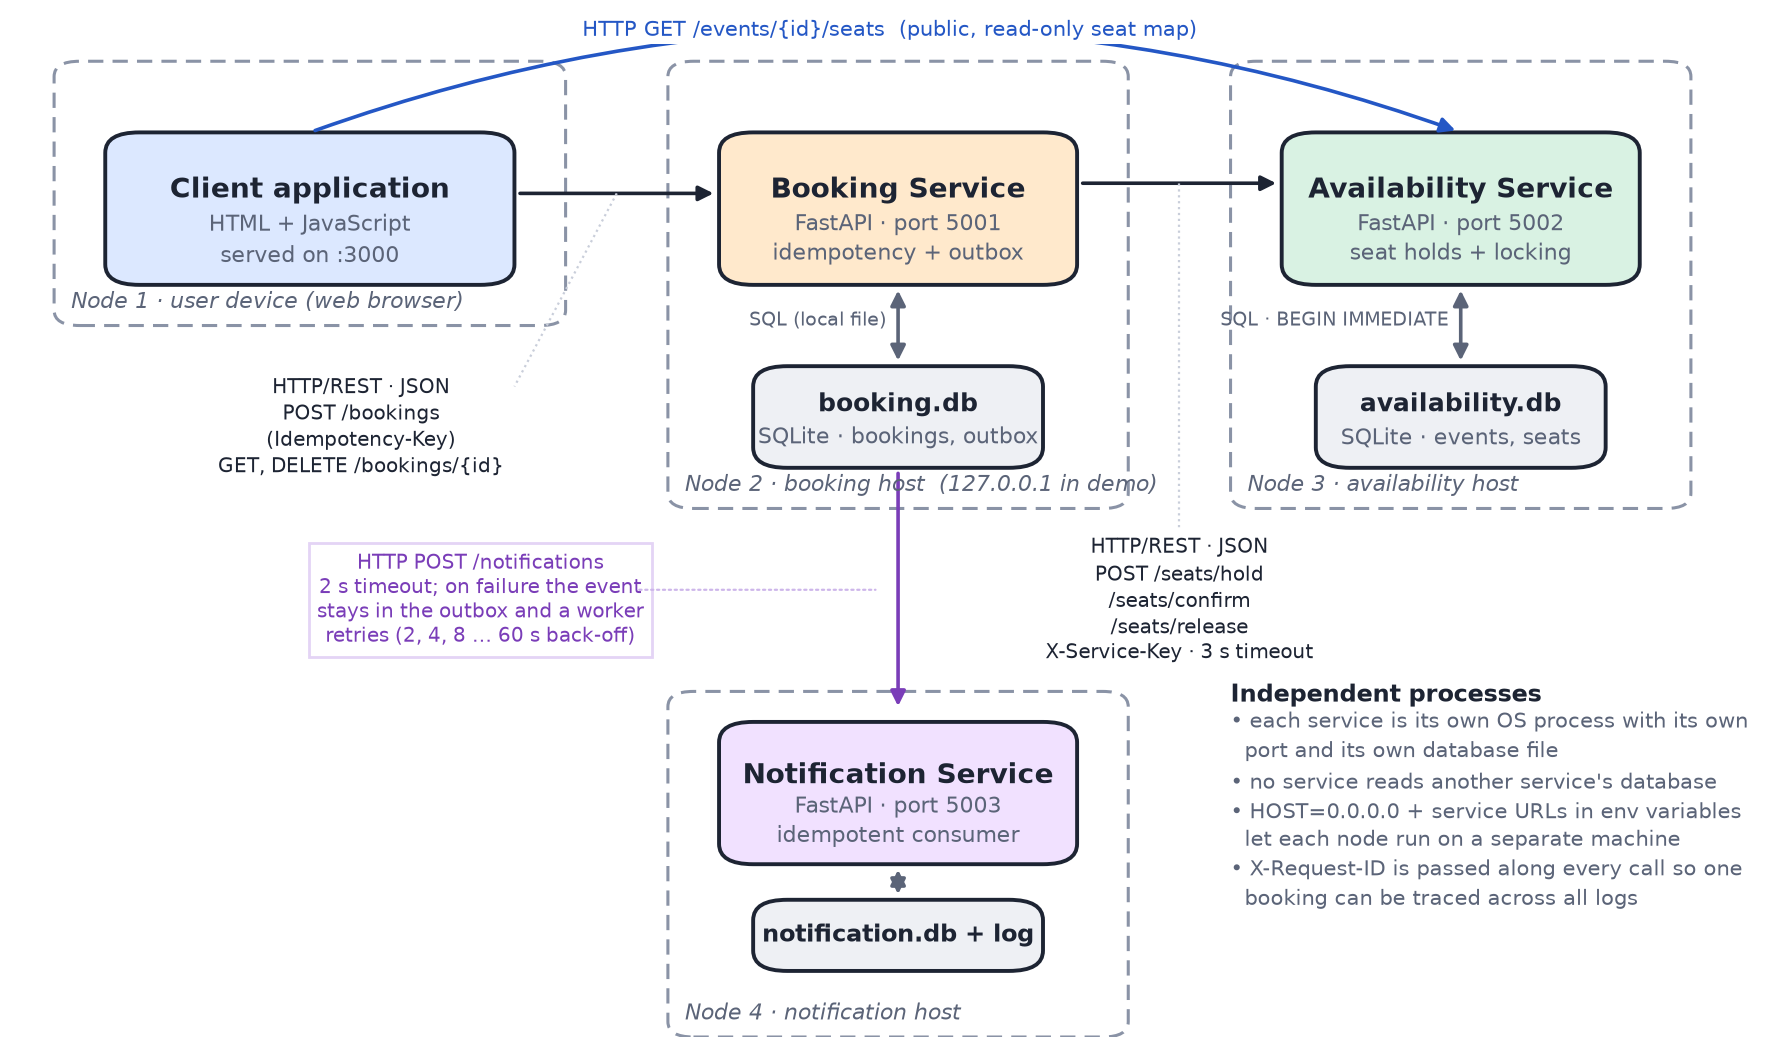 HTTP GET /events/{id}/seats  (public, read-only seat map)
Client application
HTML + JavaScript
served on :3000
Node 1 · user device (web browser)
Booking Service
FastAPI · port 5001
idempotency + outbox
SQL (local file)
booking.db
SQLite · bookings, outbox
Node 2 · booking host  (127.0.0.1 in demo)
Availability Service
FastAPI · port 5002
seat holds + locking
SQL · BEGIN IMMEDIATE
availability.db
SQLite · events, seats
Node 3 · availability host
HTTP/REST · JSON
POST /bookings
(Idempotency-Key)
GET, DELETE /bookings/{id}
HTTP POST /notifications
2 s timeout; on failure the event
stays in the outbox and a worker
retries (2, 4, 8 … 60 s back-off)
HTTP/REST · JSON
POST /seats/hold
/seats/confirm
/seats/release
X-Service-Key · 3 s timeout
Notification Service
FastAPI · port 5003
idempotent consumer
notification.db + log
Node 4 · notification host
Independent processes
• each service is its own OS process with its own
port and its own database file
• no service reads another service's database
• HOST=0.0.0.0 + service URLs in env variables
let each node run on a separate machine
• X-Request-ID is passed along every call so one
booking can be traced across all logs